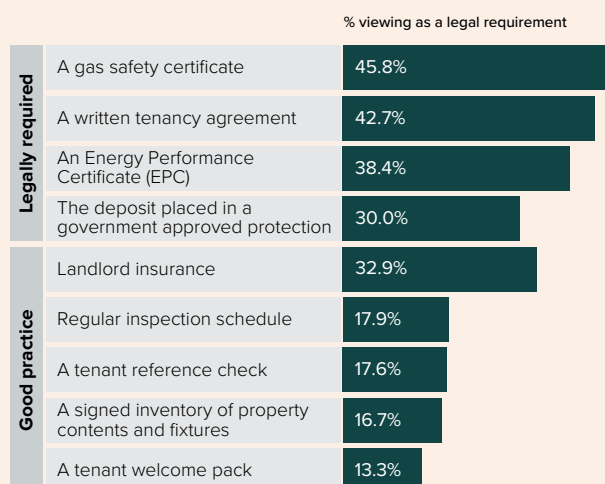 % viewing as a legal requirement
Legally required
A gas safety certificate
45.8%
A written tenancy agreement
42.7%
An Energy Performance
Certificate (EPC)
38.4%
The deposit placed in a
government approved protection
30.0%
Good practice
Landlord insurance
32.9%
Regular inspection schedule
17.9%
A tenant reference check
17.6%
A signed inventory of property
contents and fixtures
16.7%
A tenant welcome pack
13.3%